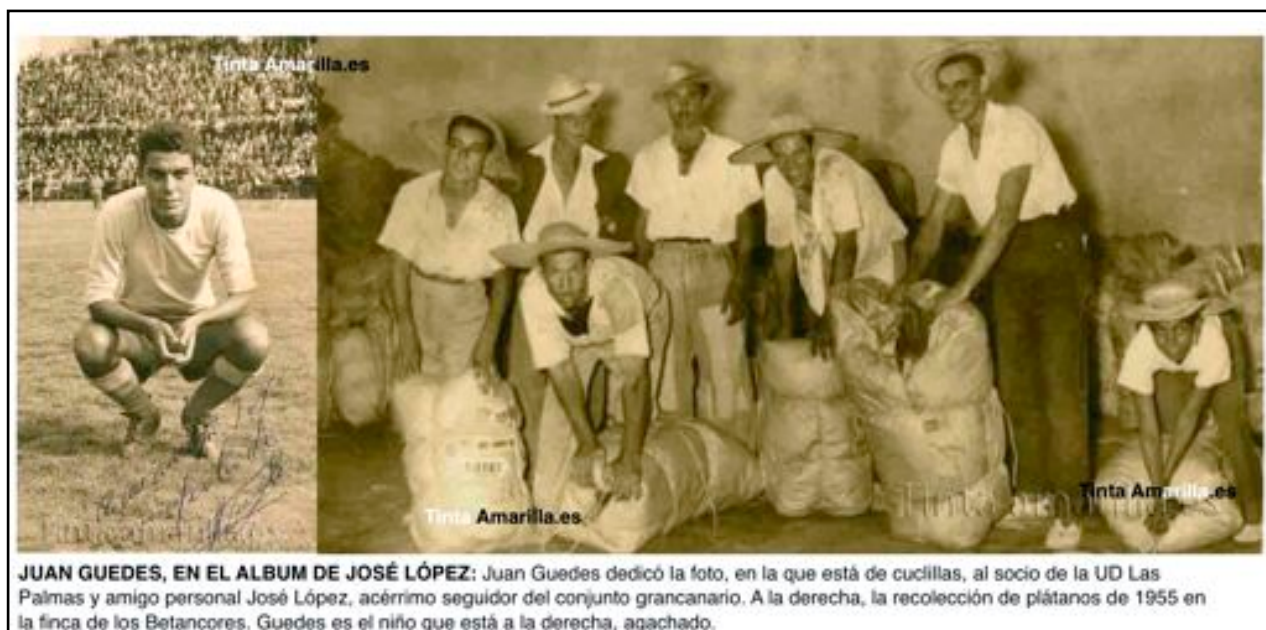 Tinta Amarilla.es
Tinta Amarilla.es
Tinta Amarilla.es
JUAN GUEDES, EN EL ALBUM DE JOSÉ LÓPEZ: Juan Guedes dedicó la foto, en la que está de cuclillas, al socio de la UD Las
Palmas y amigo personal José López, acérrimo seguidor del conjunto grancanario. A la derecha, la recolección de plátanos de 1955 en
la finca de los Betancores. Guedes es el niño que está a la derecha, agachado.